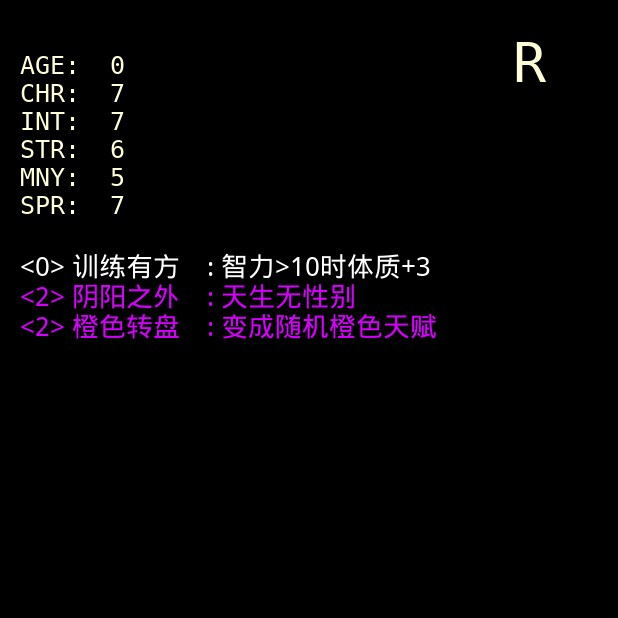 R
AGE: 0
CHR: 7
INT: 7
STR: 6
MNY: 5
SPR: 7
<0> 训练有方 : 智力>10时体质+3
<2> 阴阳之外 : 天生无性别
<2> 橙色转盘 : 变成随机橙色天赋